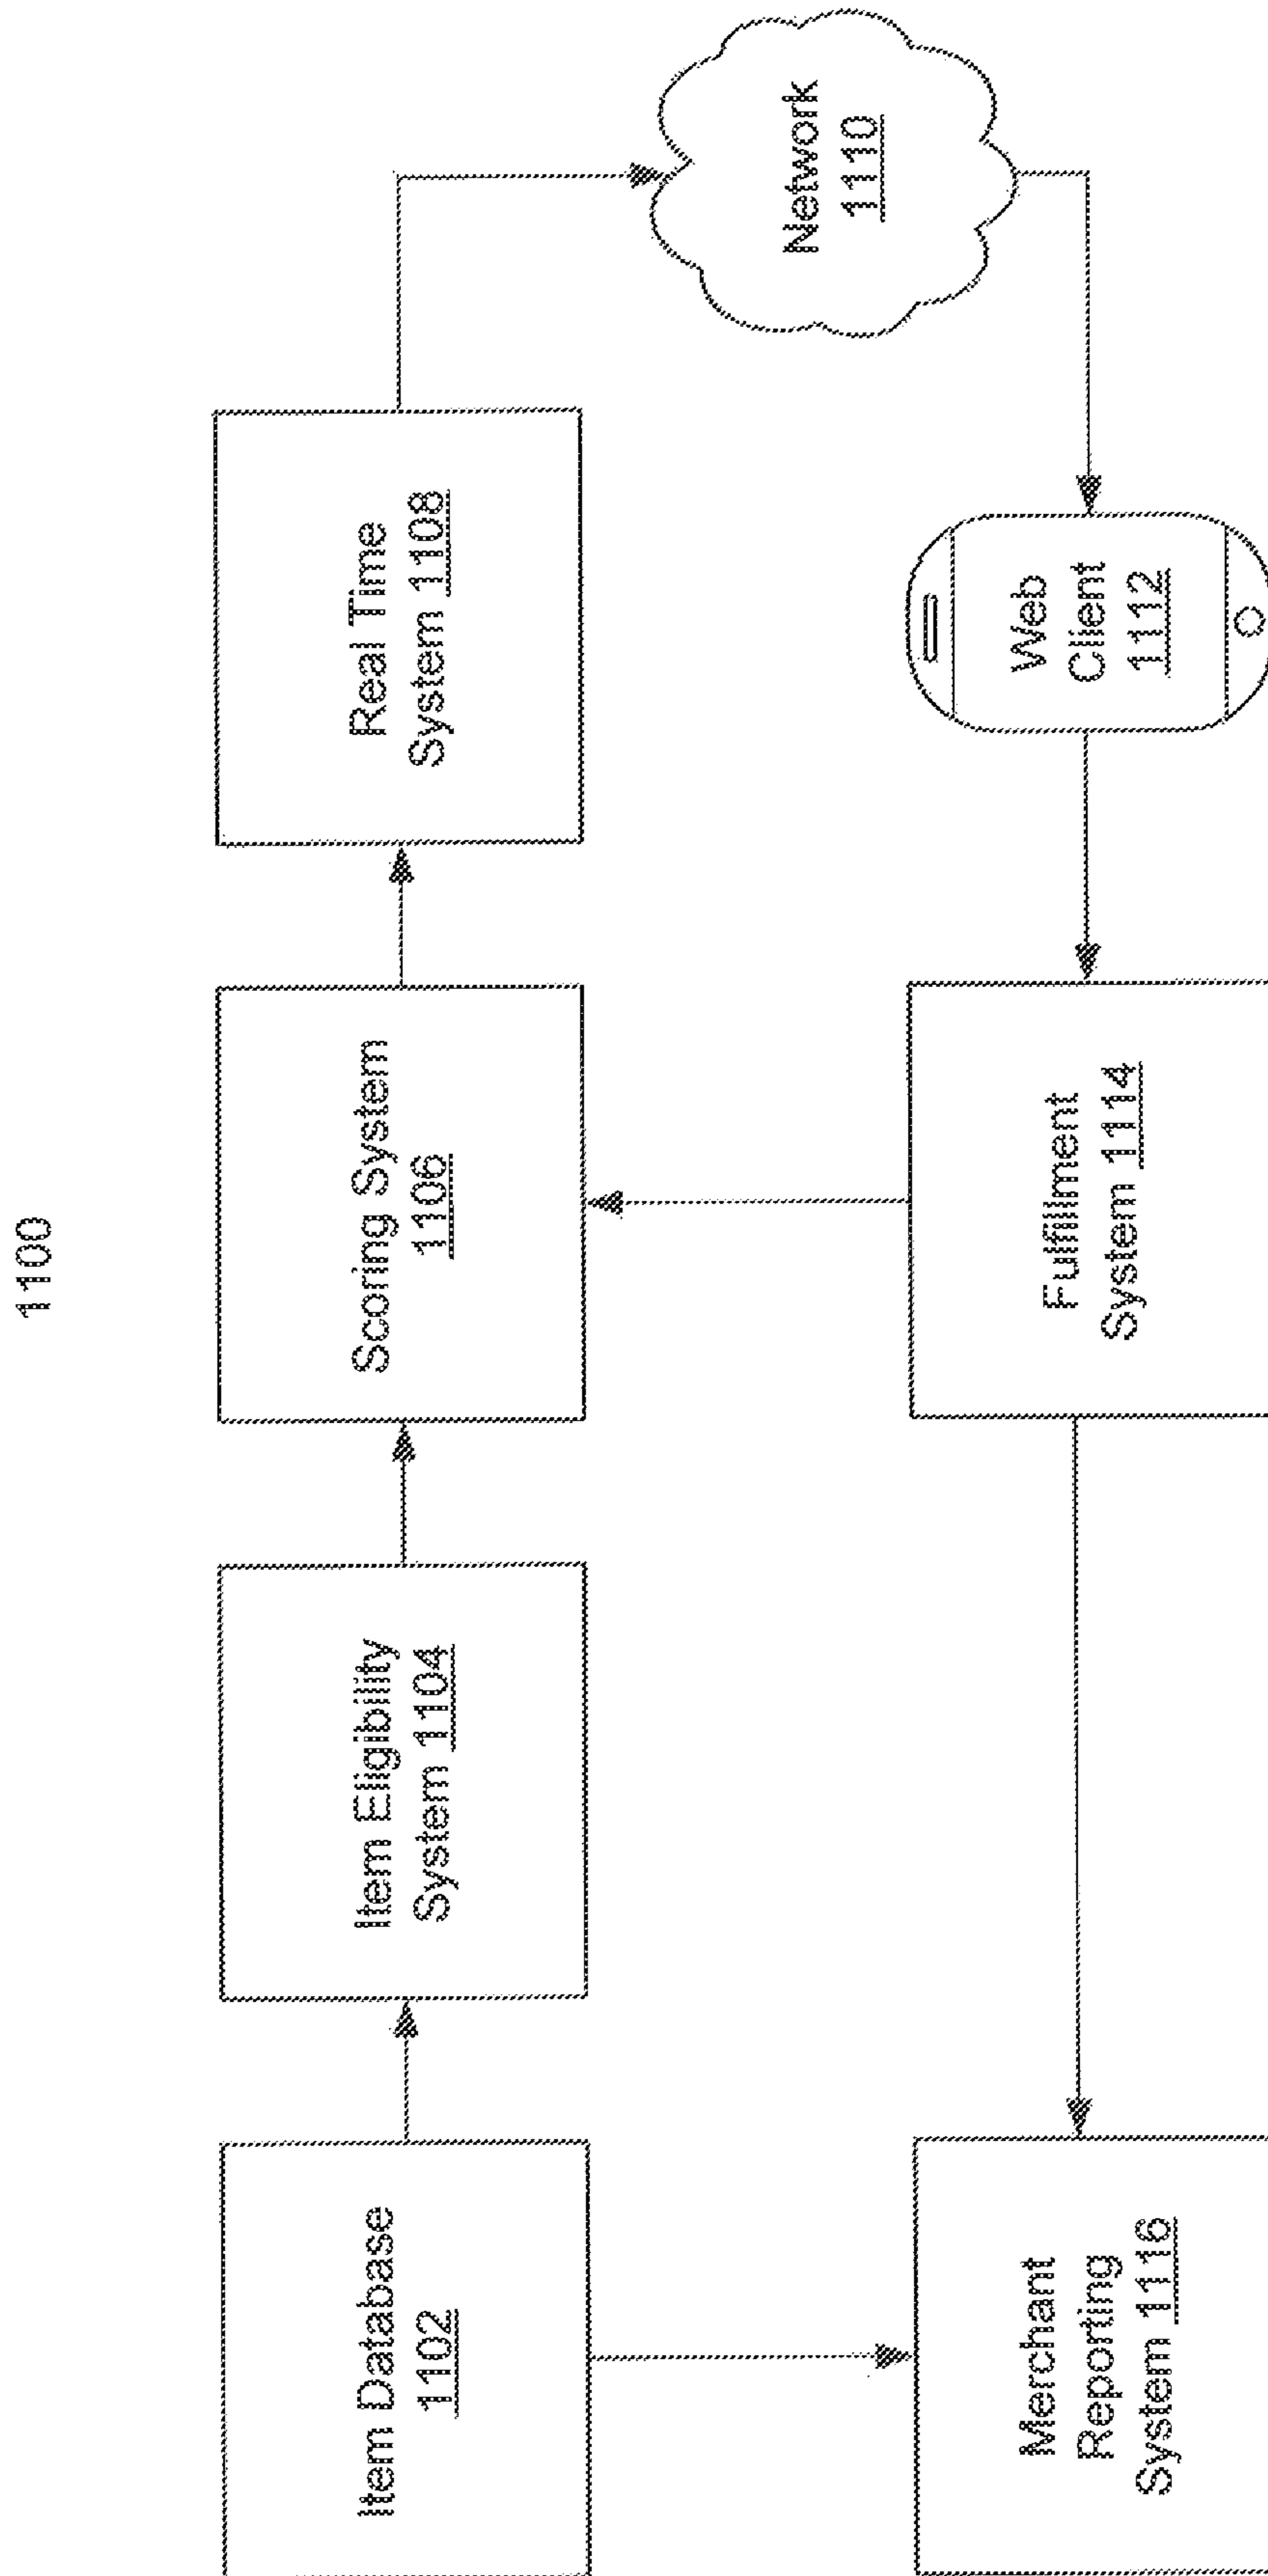 1100
Item Database
1102
Item Eligibility
System 1104
Scoring System
1106
Real Time
System 1108
Network
1110
Merchant
Reporting
System 1116
Fulfillment
System 1114
Web
Client
1112